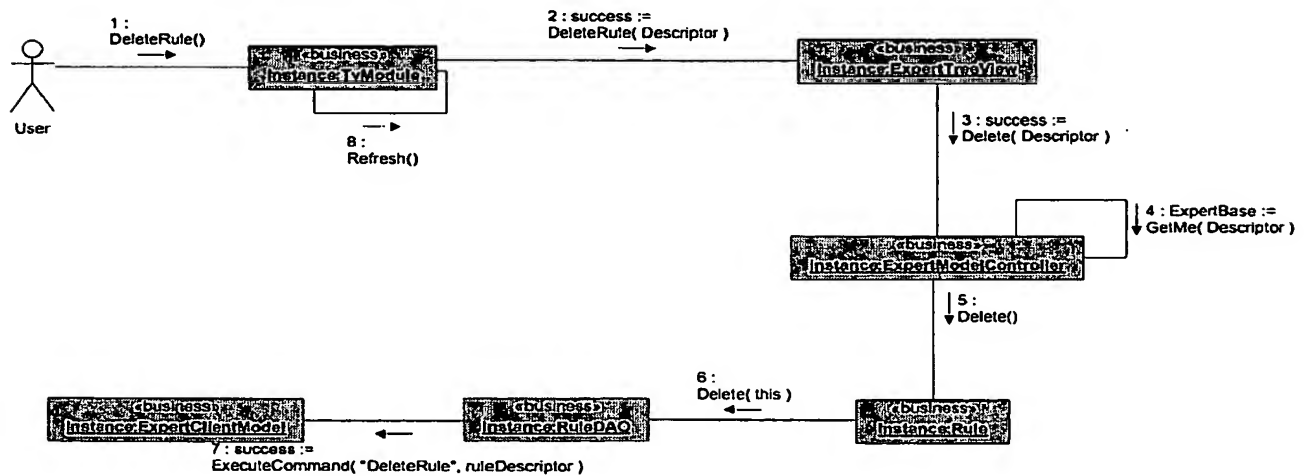 1 :
DeleteRule()
2 : success :=
DeleteRule( Descriptor )
«business»
Instance:TvModule
«business»
Instance:ExpertTreeView
User
8 :
Refresh()
3 : success :=
Delete( Descriptor )
4 : ExpertBase :=
GetMe( Descriptor )
«business»
Instance:ExpertModelController
5 :
Delete()
6 :
Delete( this )
«business»
Instance:ExpertClientModel
«business»
Instance:RuleDAO
«business»
Instance:Rule
7 : success :=
ExecuteCommand( "DeleteRule", ruleDescriptor )